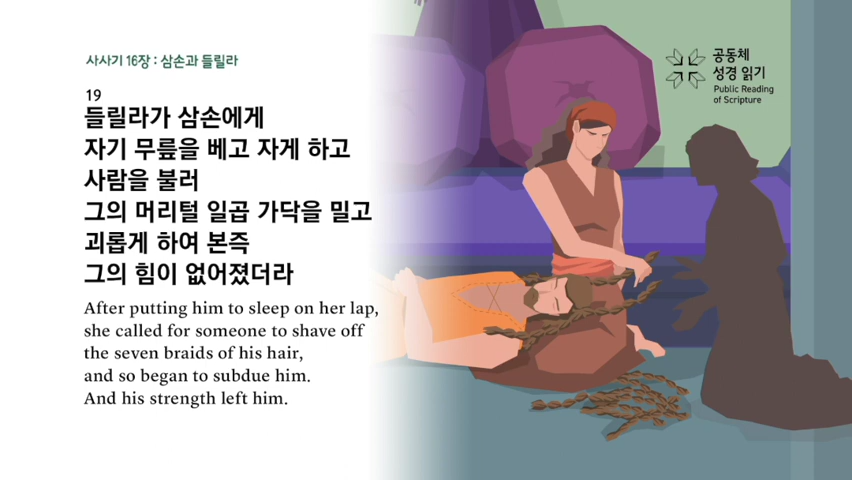 사사기 16장 : 삼손과 들릴라
19
들릴라가 삼손에게
자기 무릎을 베고 자게 하고
사람을 불러
그의 머리털 일곱 가닥을 밀고
괴롭게 하여 본즉
그의 힘이 없어졌더라
After putting him to sleep on her lap,
she called for someone to shave off
the seven braids of his hair,
and so began to subdue him.
And his strength left him.
공동체
성경 읽기
Public Reading
of Scripture